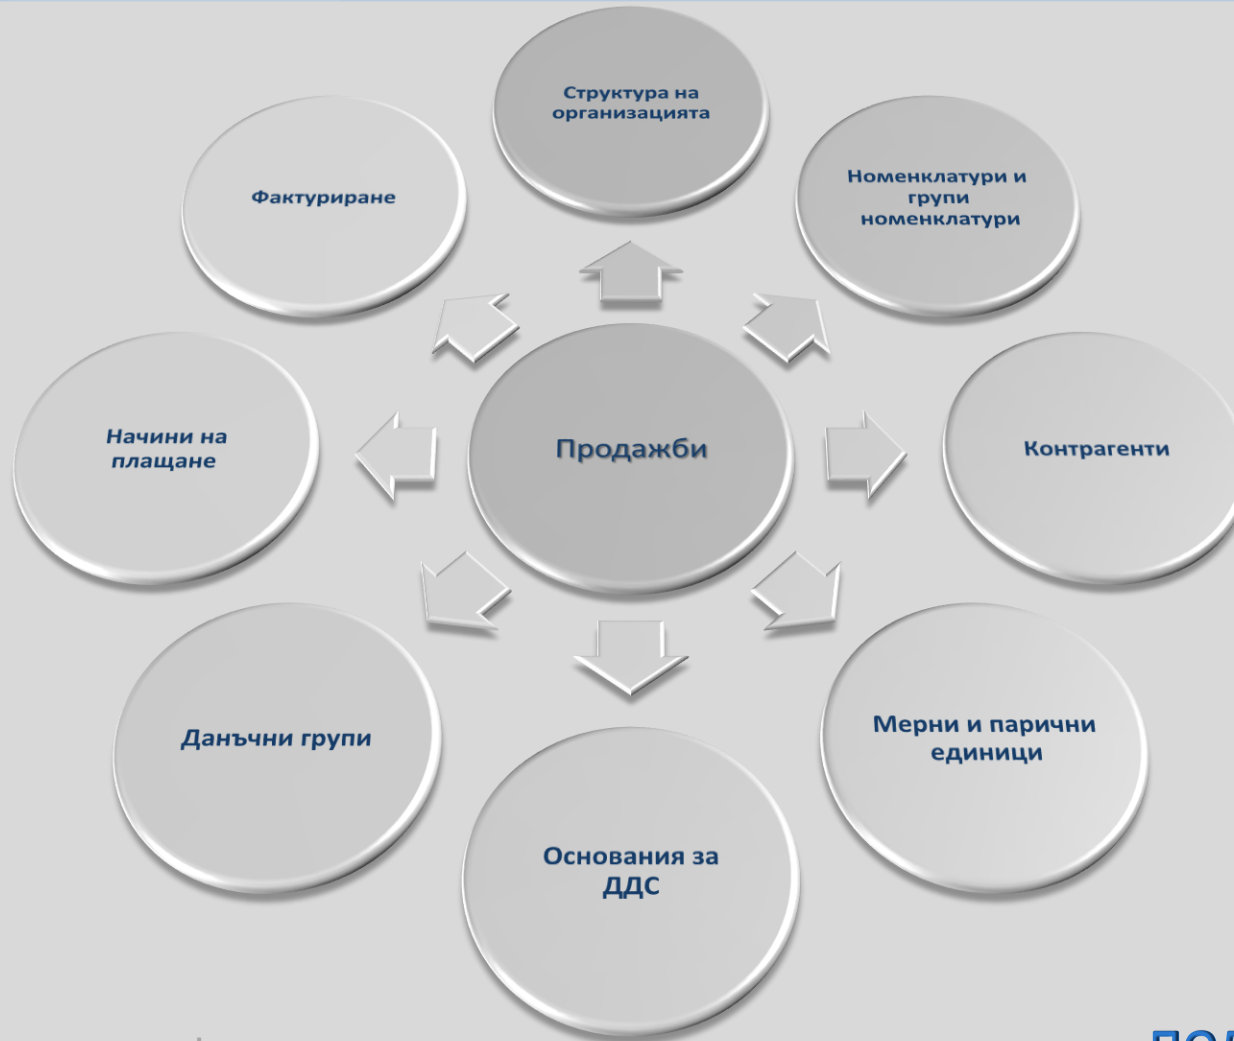 Структура на
организацията
Номенклатури и
групи
номенклатури
Контрагенти
Мерни и парични
единици
Основания за
ДДС
Данъчни групи
Начини на
плащане
Фактуриране
Продажби